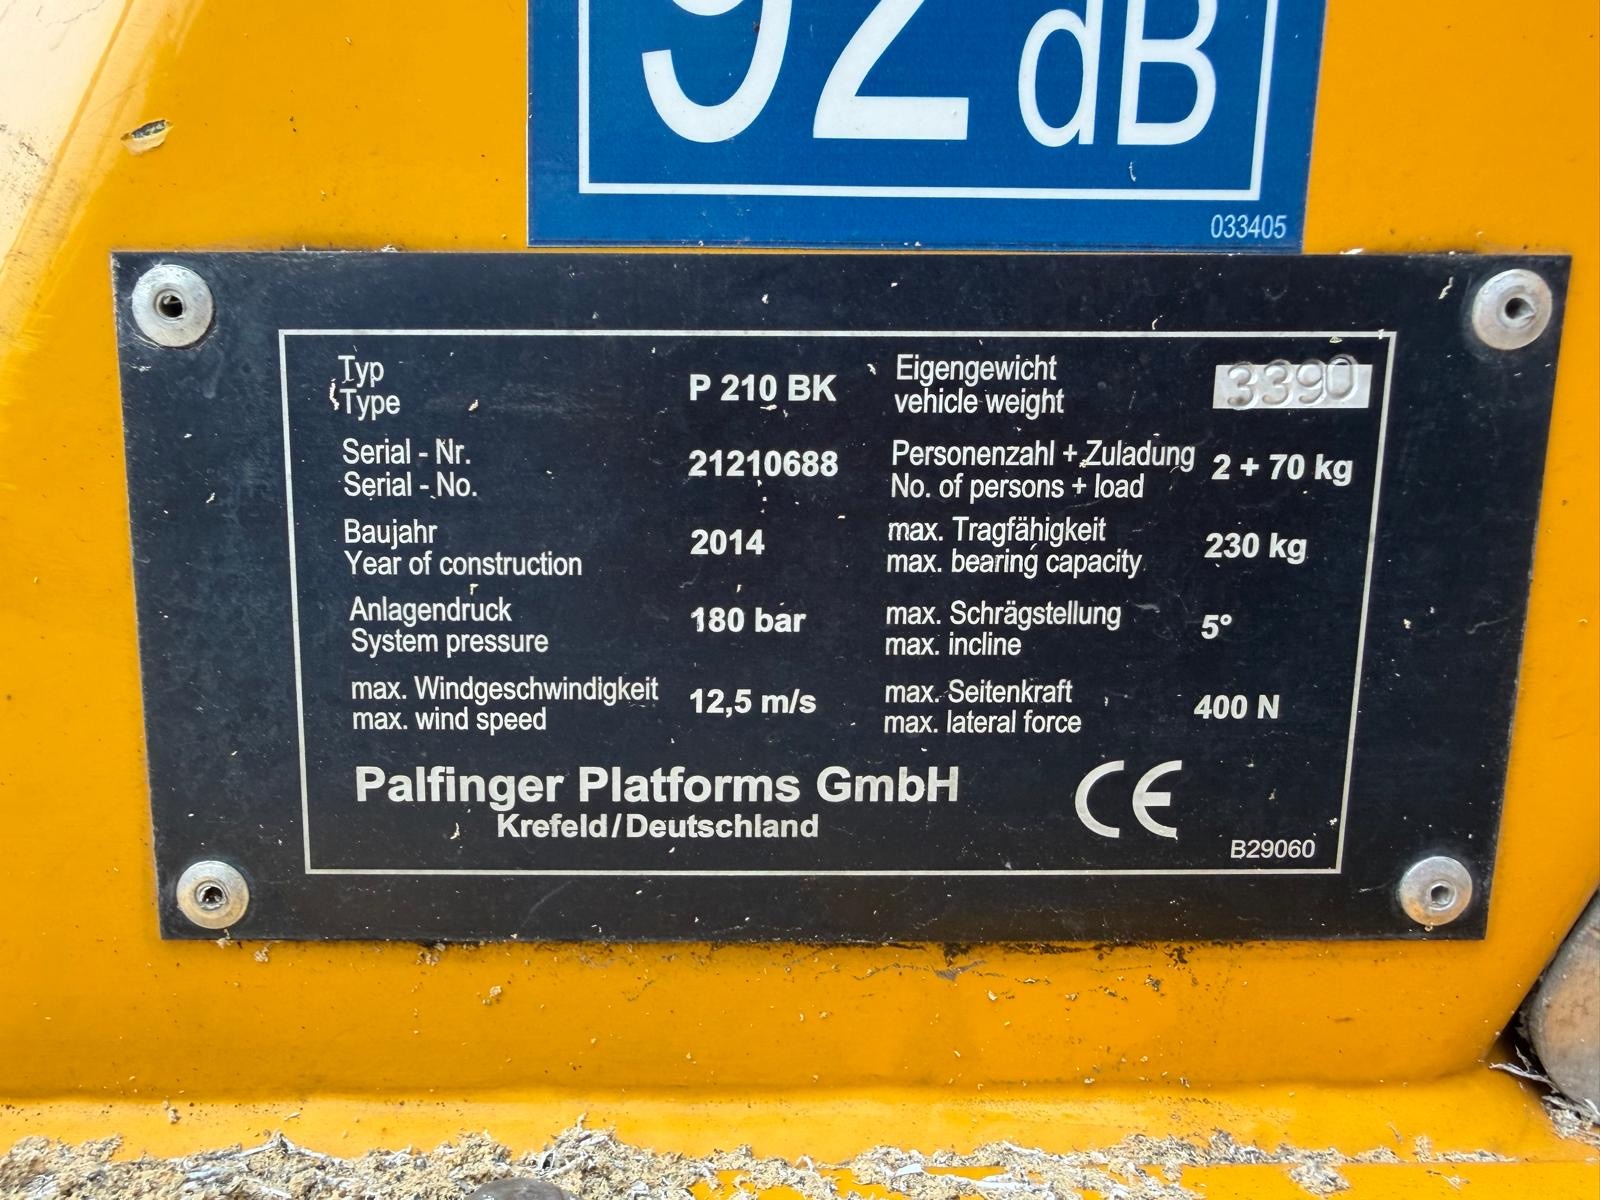 92 dB
033405
Typ
Type
P 210 BK
Eigengewicht
vehicle weight
3390
Serial - Nr.
Serial - No.
21210688
Personenzahl + Zuladung
No. of persons + load
2 + 70 kg
Baujahr
Year of construction
2014
max. Tragfähigkeit
max. bearing capacity
230 kg
Anlagendruck
System pressure
180 bar
max. Schrägstellung
max. incline
5°
max. Windgeschwindigkeit
max. wind speed
12,5 m/s
max. Seitenkraft
max. lateral force
400 N
Palfinger Platforms GmbH
Krefeld/Deutschland
CE
B29060